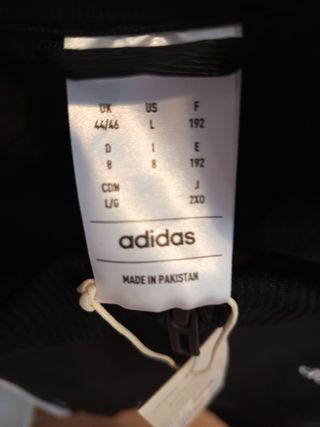 UK US F
44/46 L 192
D I E
8 8 192
CDN J
L/G 2XO
adidas
MADE IN PAKISTAN